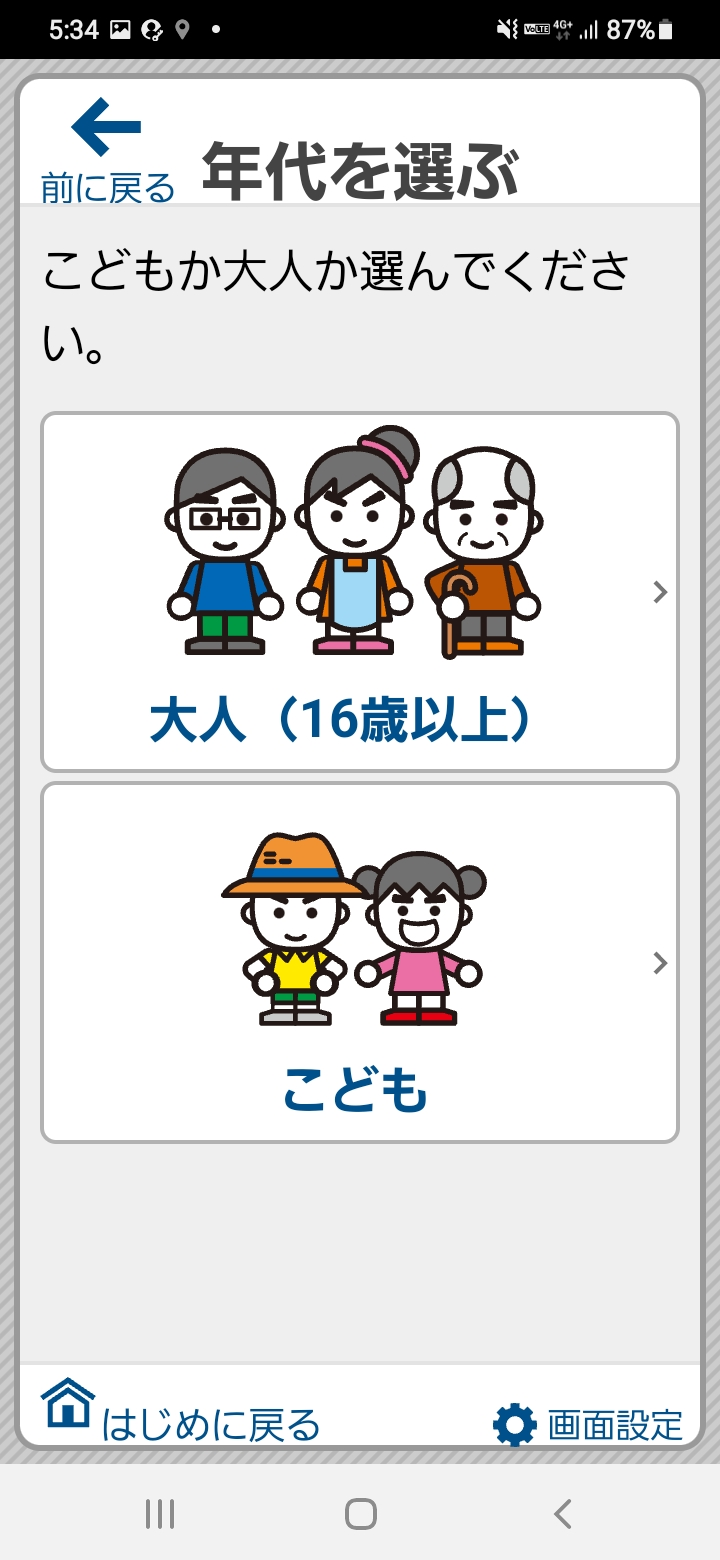 5:34 VoLTE 4G+ 87%
前に戻る 年代を選ぶ
こどもか大人か選んでくださ
い。
大人（16歳以上）
こども
はじめに戻る 画面設定